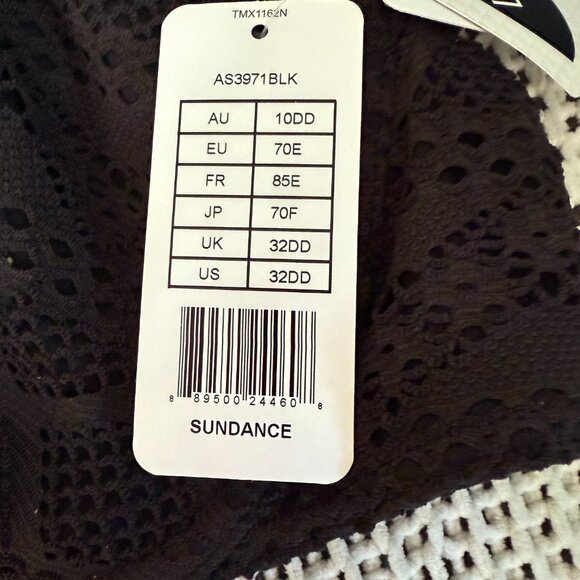 TMX1162N
AS3971BLK
AU 10DD
EU 70E
FR 85E
JP 70F
UK 32DD
US 32DD
8 89500 24460 8
SUNDANCE